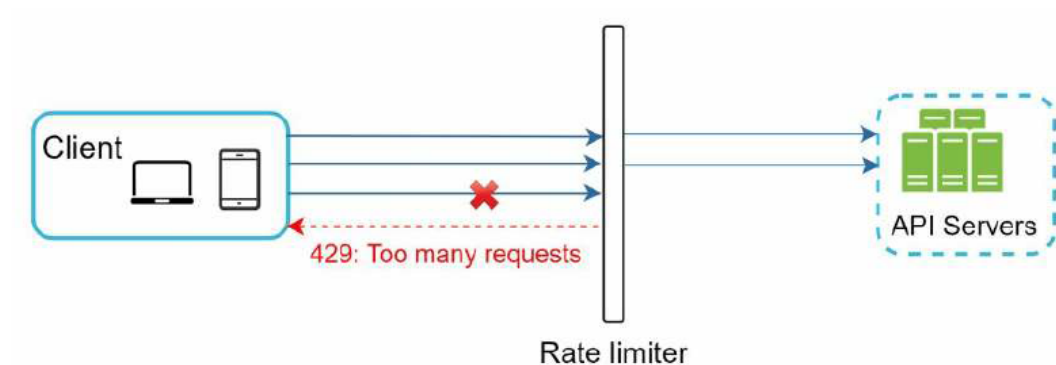 Client
429: Too many requests
API Servers
Rate limiter